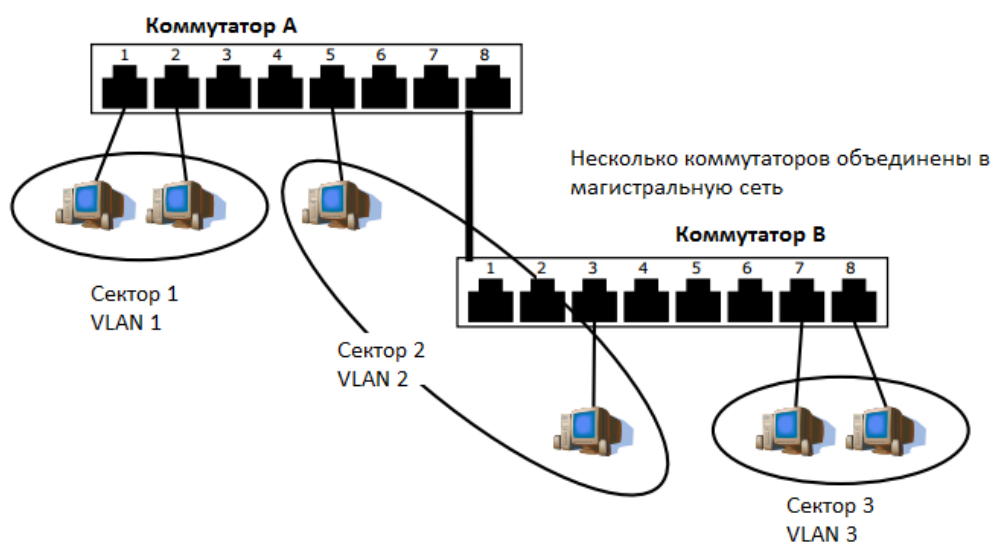 Коммутатор А
1 2 3 4 5 6 7 8
Несколько коммутаторов объединены в
магистральную сеть
Коммутатор В
1 2 3 4 5 6 7 8
Сектор 1
VLAN 1
Сектор 2
VLAN 2
Сектор 3
VLAN 3